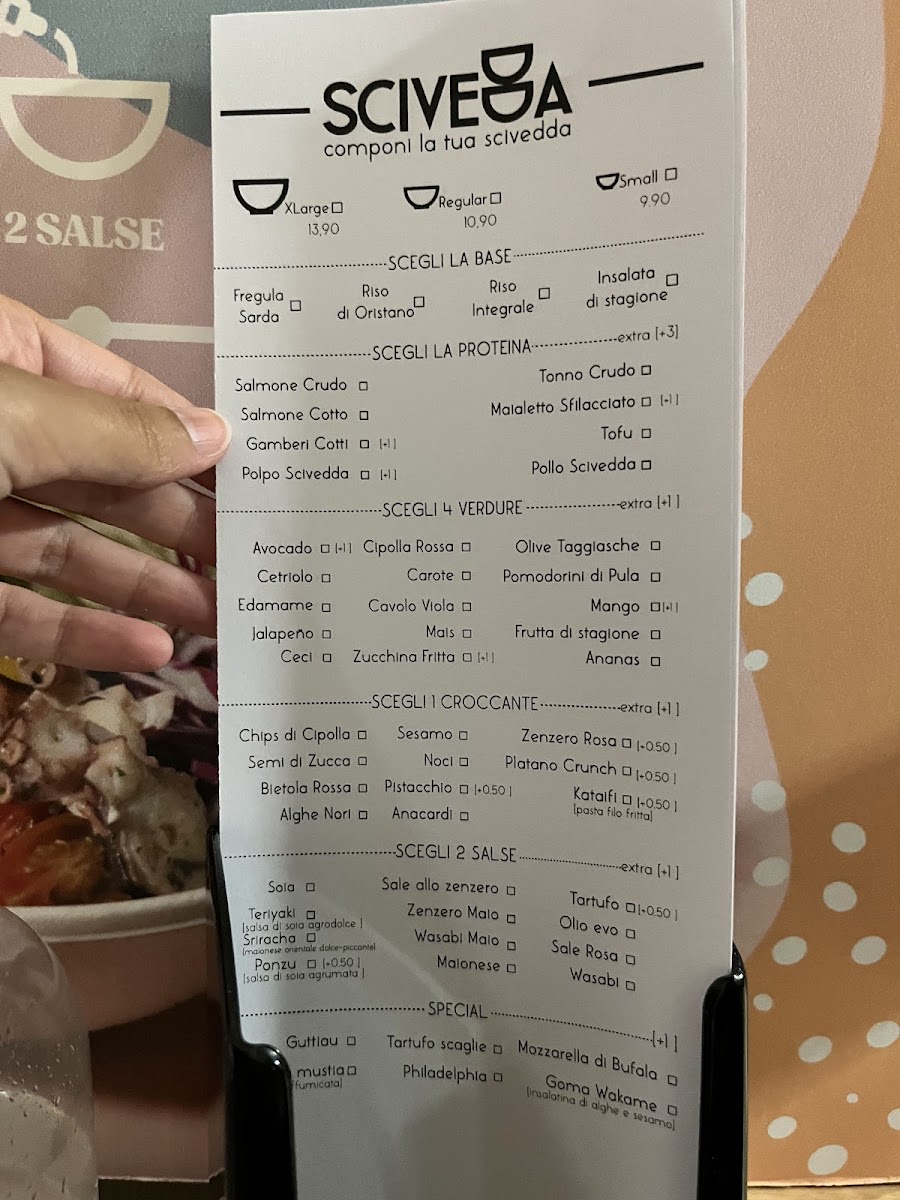 2 SALSE
SCIVEDDA
componi la tua scivedda
XLarge Regular Small
13,90 10,90 9.90
SCEGLI LA BASE
Fregula Sarda
Riso di Oristano
Riso Integrale
Insalata di stagione
SCEGLI LA PROTEINA extra [+3]
Salmone Crudo Tonno Crudo
Salmone Cotto Maialetto Sfilacciato [+1]
Gamberi Cotti [+1] Tofu
Polpo Scivedda [+1] Pollo Scivedda
SCEGLI 4 VERDURE extra [+1]
Avocado [+1] Cipolla Rossa Olive Taggiasche
Cetriolo Carote Pomodorini di Pula
Edamame Cavolo Viola Mango [+1]
Jalapeño Mais Frutta di stagione
Ceci Zucchina Fritta [+1] Ananas
SCEGLI 1 CROCCANTE extra [+1]
Chips di Cipolla Sesamo Zenzero Rosa [+0.50]
Semi di Zucca Noci Platano Crunch [+0.50]
Bietola Rossa Pistacchio [+0.50] Kataifi [+0.50]
[pasta filo fritta]
Alghe Nori Anacardi
SCEGLI 2 SALSE extra [+1]
Soia Sale allo zenzero Tartufo [+0.50]
Teriyaki Zenzero Maio Olio evo
[salsa di soia agrodolce]
Sriracha Wasabi Maio Sale Rosa
[maionese orientale dolce-piccante]
Ponzu [+0.50] Maionese Wasabi
[salsa di soia agrumata]
SPECIAL [+1]
Guttiau Tartufo scaglie Mozzarella di Bufala
mustia Philadelphia Goma Wakame
ffumicata] [insalatina di alghe e sesamo]